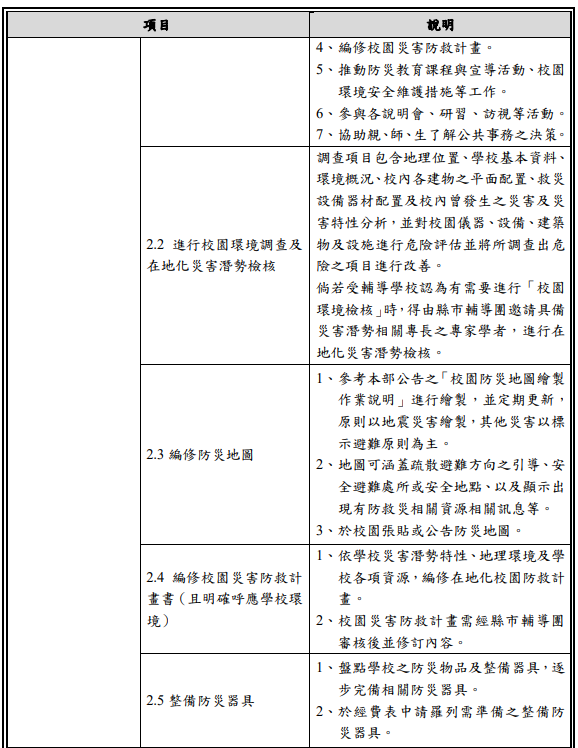 項目
說明
4、編修校園災害防救計畫。
5、推動防災教育課程與宣導活動、校園
環境安全維護措施等工作。
6、參與各說明會、研習、訪視等活動。
7、協助親、師、生了解公共事務之決策。
2.2 進行校園環境調查及
在地化災害潛勢檢核
調查項目包含地理位置、學校基本資料、
環境概況、校內各建物之平面配置、救災
設備器材配置及校內曾發生之災害及災
害特性分析，並對校園儀器、設備、建築
物及設施進行危險評估並將所調查出危
險之項目進行改善。
倘若受輔導學校認為有需要進行「校園
環境檢核」時，得由縣市輔導團邀請具備
災害潛勢相關專長之專家學者，進行在
地化災害潛勢檢核。
2.3 編修防災地圖
1、參考本部公告之「校園防災地圖繪製
作業說明」進行繪製，並定期更新，
原則以地震災害繪製，其他災害以標
示避難原則為主。
2、地圖可涵蓋疏散避難方向之引導、安
全避難處所或安全地點、以及顯示出
現有防救災相關資源相關訊息等。
3、於校園張貼或公告防災地圖。
2.4 編修校園災害防救計
畫書（且明確呼應學校環
境）
1、依學校災害潛勢特性、地理環境及學
校各項資源，編修在地化校園防救計
畫。
2、校園災害防救計畫需經縣市輔導團
審核後並修訂內容。
2.5 整備防災器具
1、盤點學校之防災物品及整備器具，逐
步完備相關防災器具。
2、於經費表中請羅列需準備之整備防
災器具。